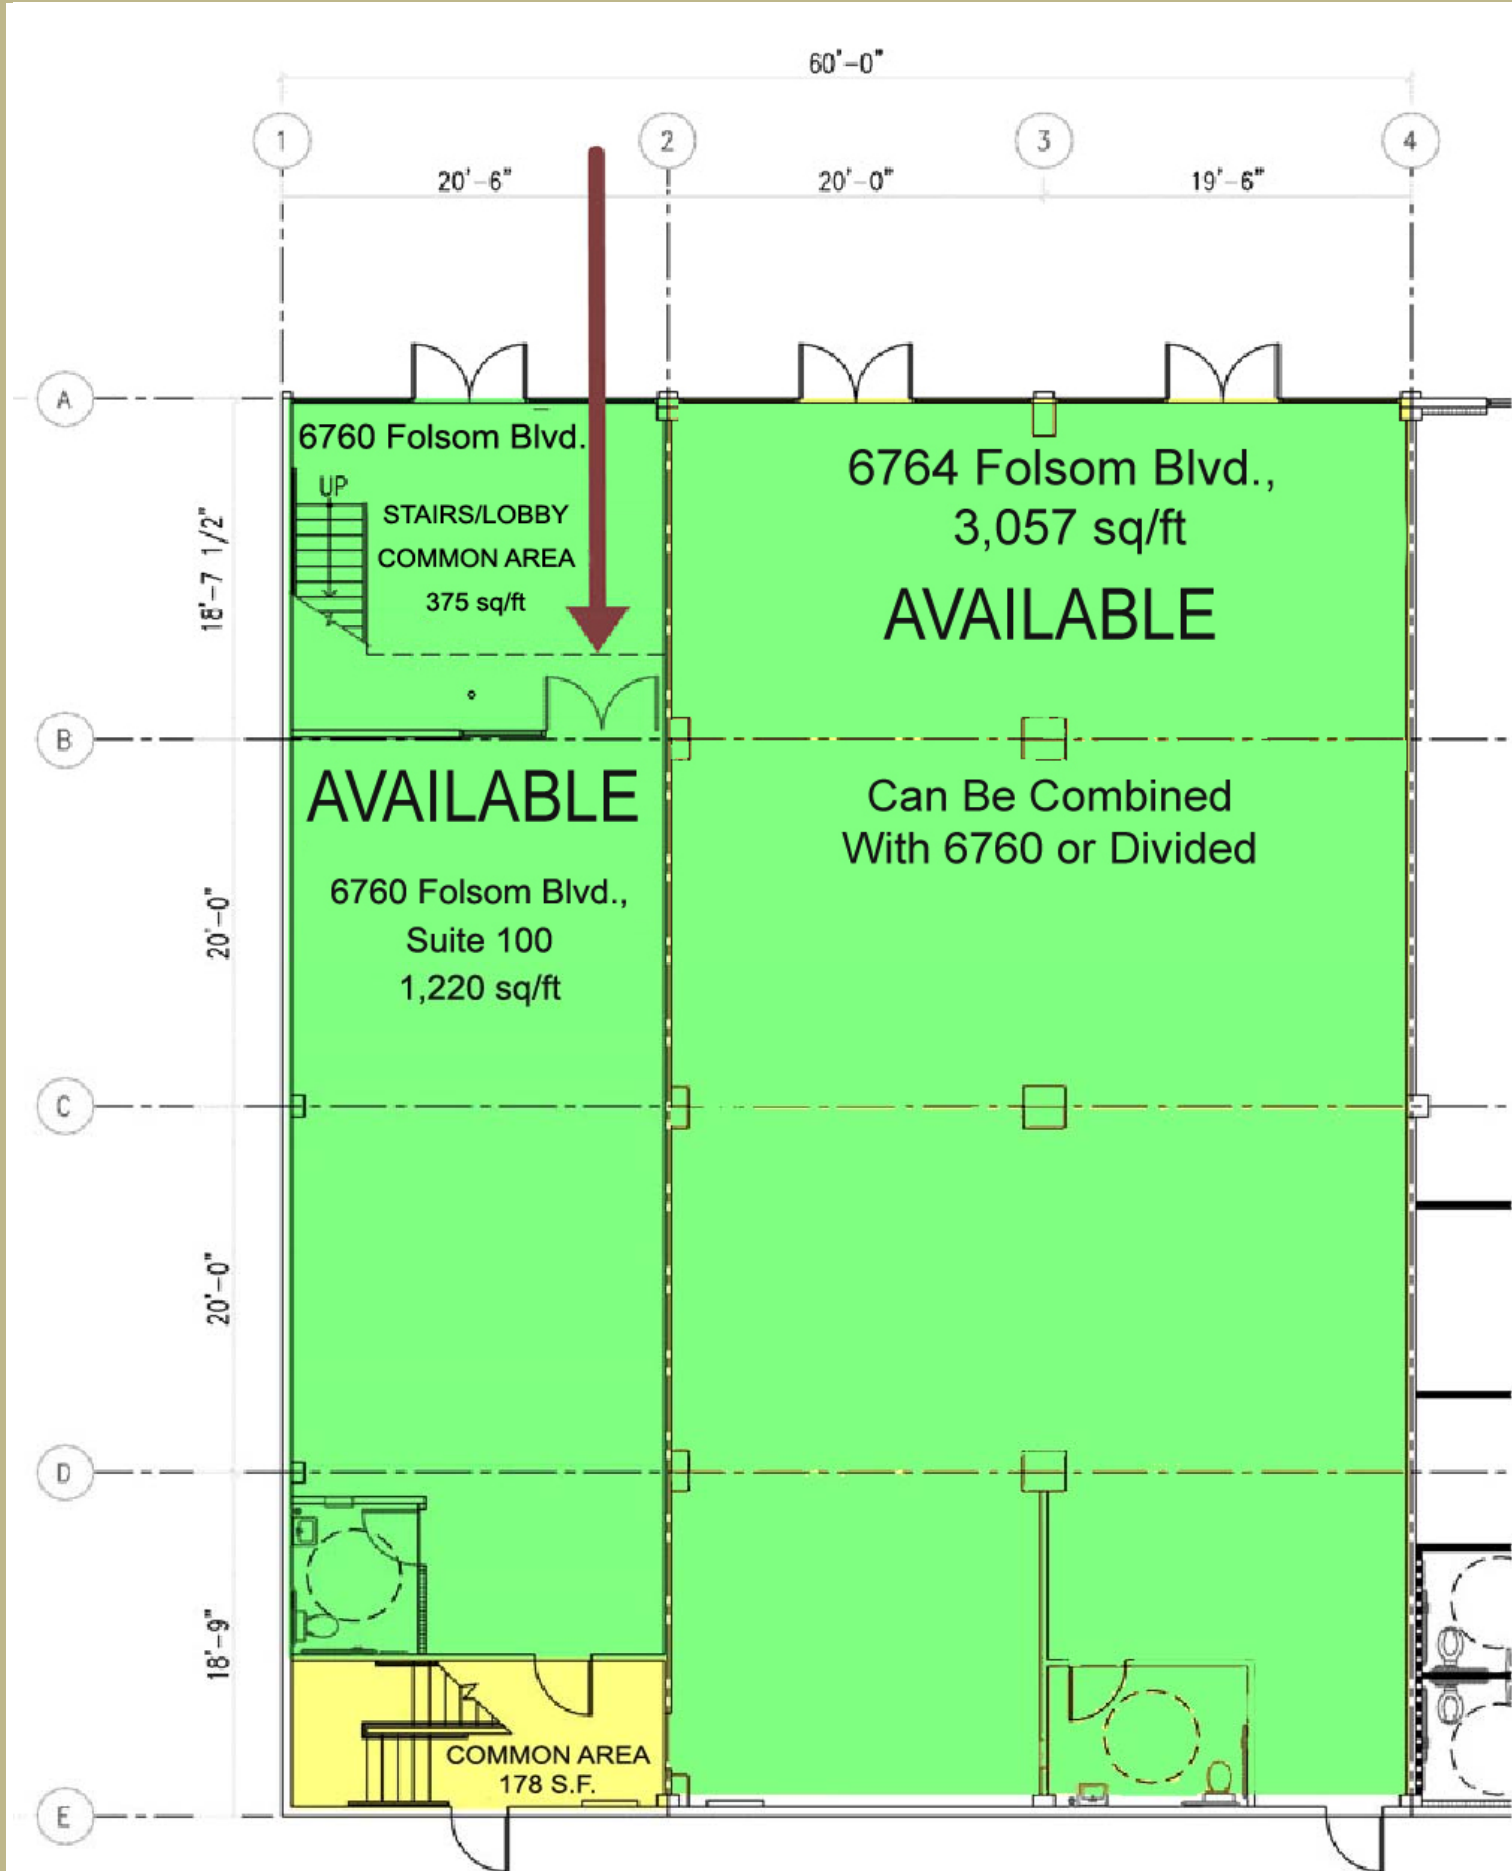 60'-0"
1
2
3
4
20'-6"
20'-0"
19'-6"
A
6760 Folsom Blvd.
UP
STAIRS/LOBBY
COMMON AREA
375 sq/ft
6764 Folsom Blvd.,
3,057 sq/ft
AVAILABLE
18'-7 1/2"
B
AVAILABLE
Can Be Combined
With 6760 or Divided
6760 Folsom Blvd.,
Suite 100
1,220 sq/ft
20'-0"
C
20'-0"
D
18'-9"
COMMON AREA
178 S.F.
E